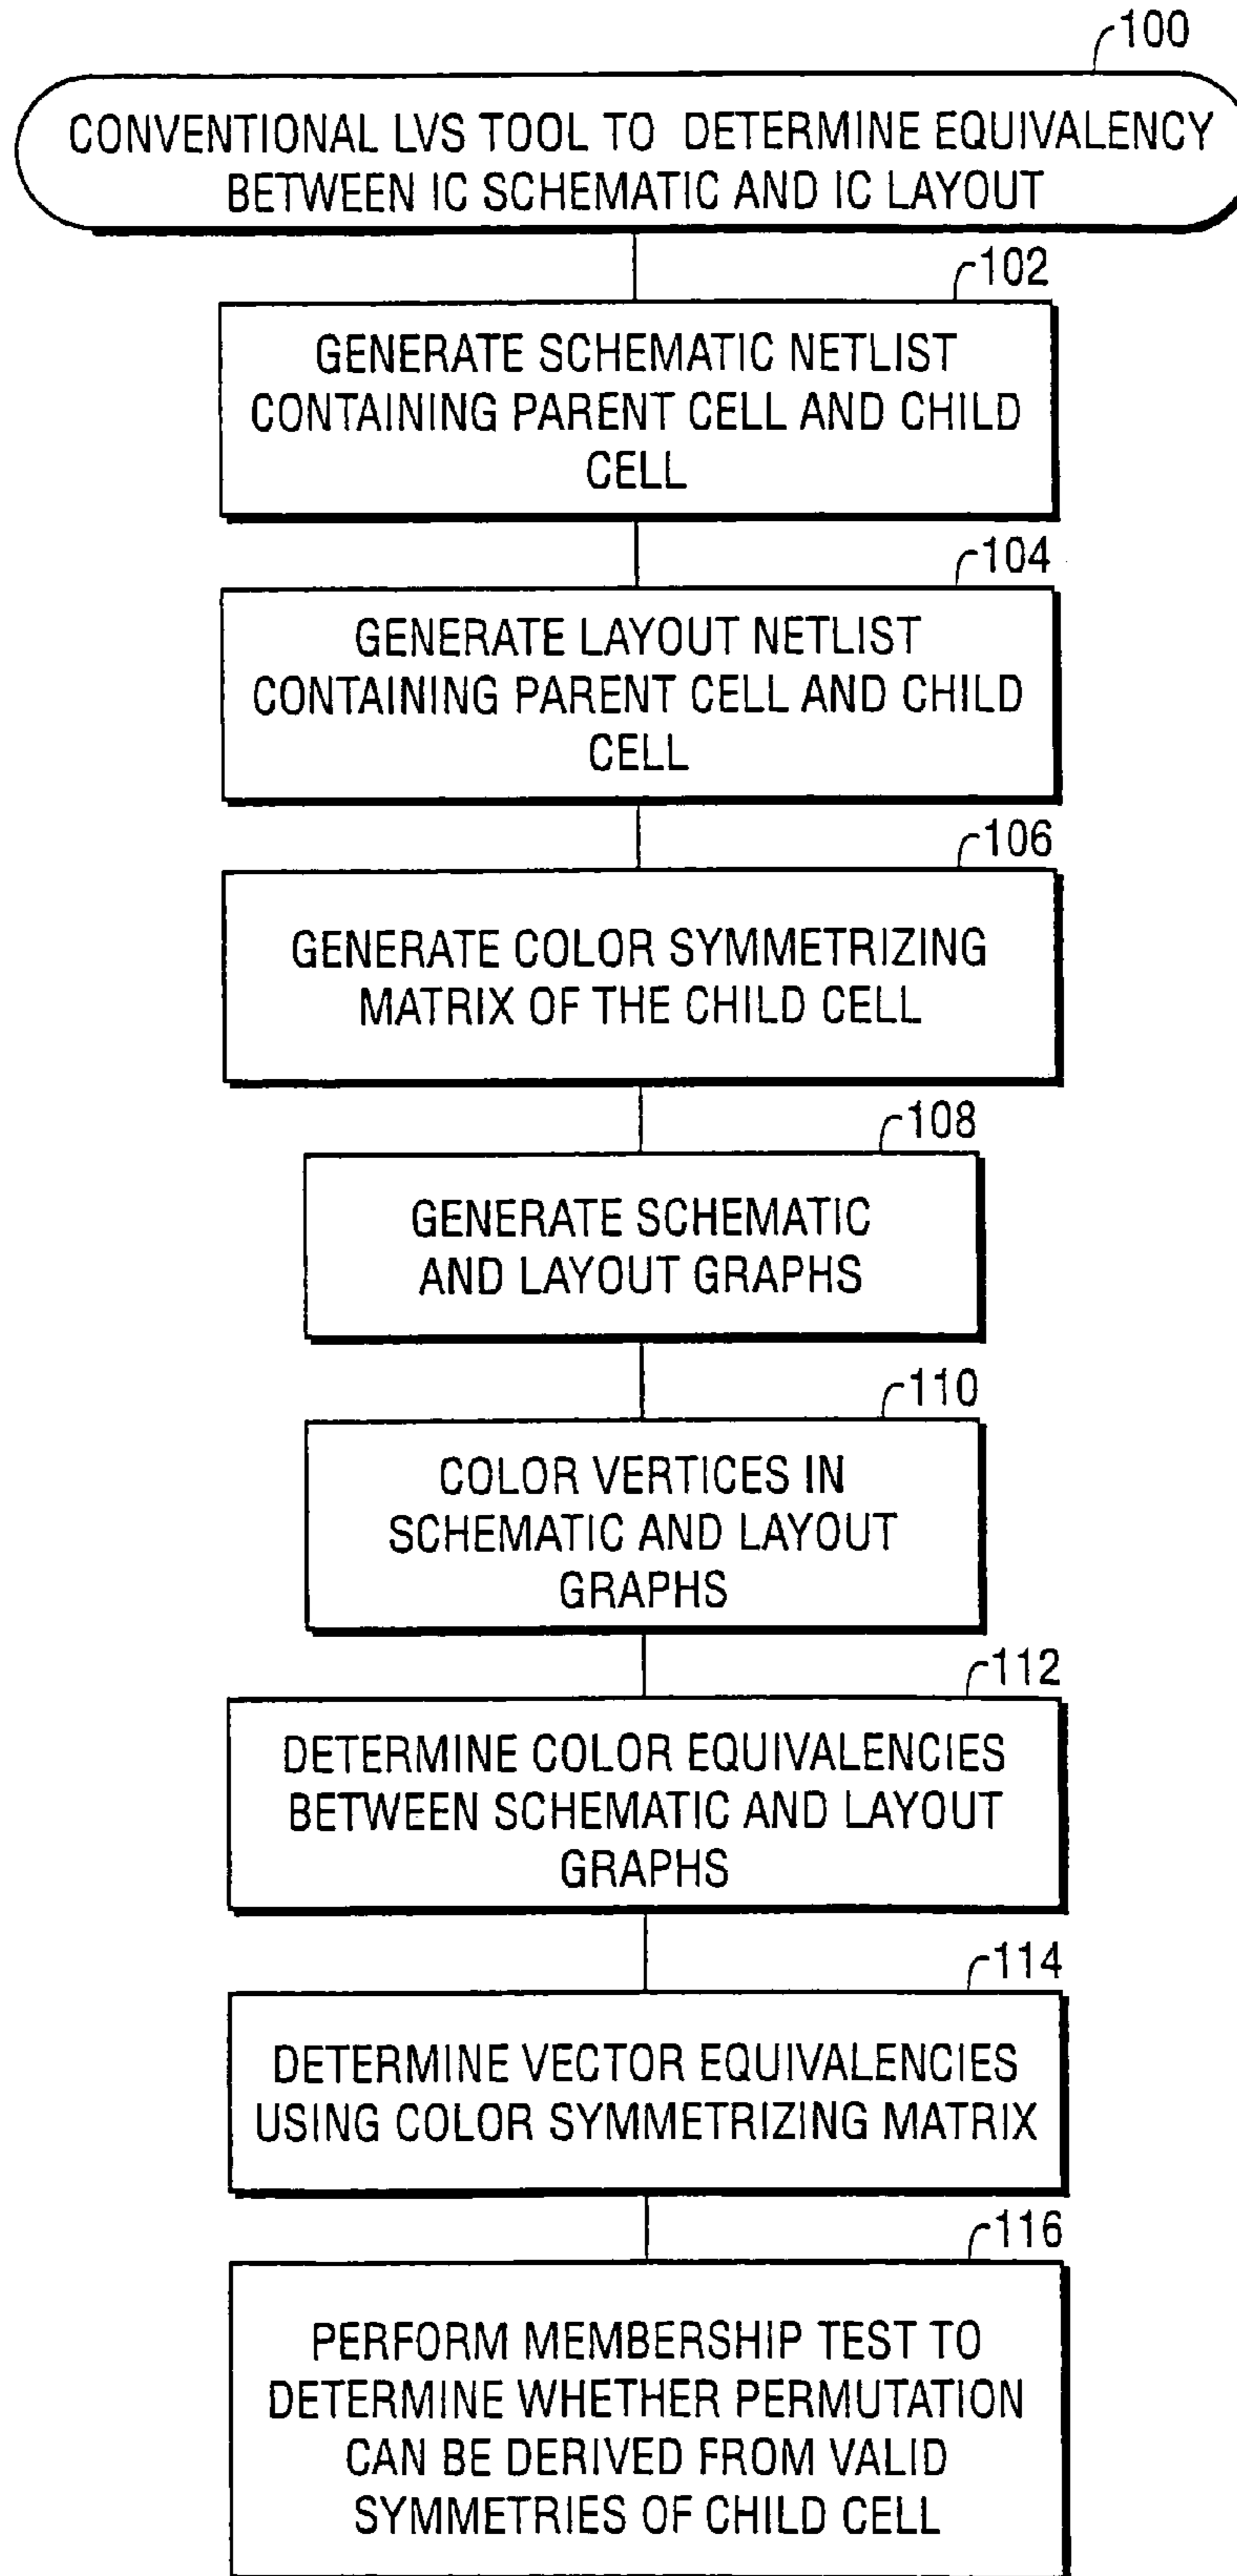 100
CONVENTIONAL LVS TOOL TO DETERMINE EQUIVALENCY
BETWEEN IC SCHEMATIC AND IC LAYOUT
102
GENERATE SCHEMATIC NETLIST
CONTAINING PARENT CELL AND CHILD
CELL
104
GENERATE LAYOUT NETLIST
CONTAINING PARENT CELL AND CHILD
CELL
106
GENERATE COLOR SYMMETRIZING
MATRIX OF THE CHILD CELL
108
GENERATE SCHEMATIC
AND LAYOUT GRAPHS
110
COLOR VERTICES IN
SCHEMATIC AND LAYOUT
GRAPHS
112
DETERMINE COLOR EQUIVALENCIES
BETWEEN SCHEMATIC AND LAYOUT
GRAPHS
114
DETERMINE VECTOR EQUIVALENCIES
USING COLOR SYMMETRIZING MATRIX
116
PERFORM MEMBERSHIP TEST TO
DETERMINE WHETHER PERMUTATION
CAN BE DERIVED FROM VALID
SYMMETRIES OF CHILD CELL